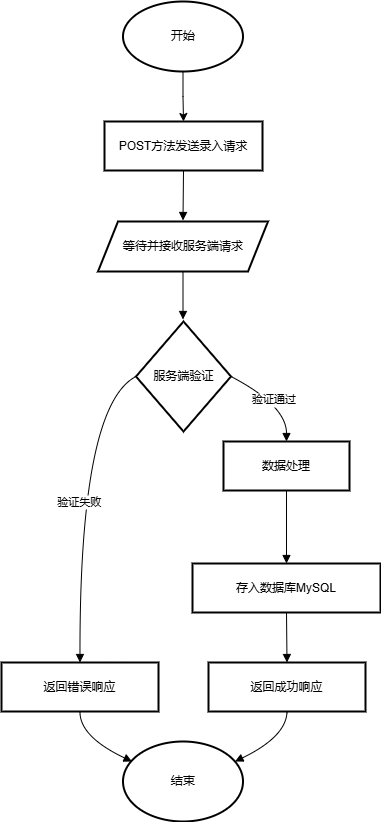 开始
POST方法发送录入请求
等待并接收服务端请求
服务端验证
验证通过
数据处理
验证失败
存入数据库MySQL
返回错误响应
返回成功响应
结束